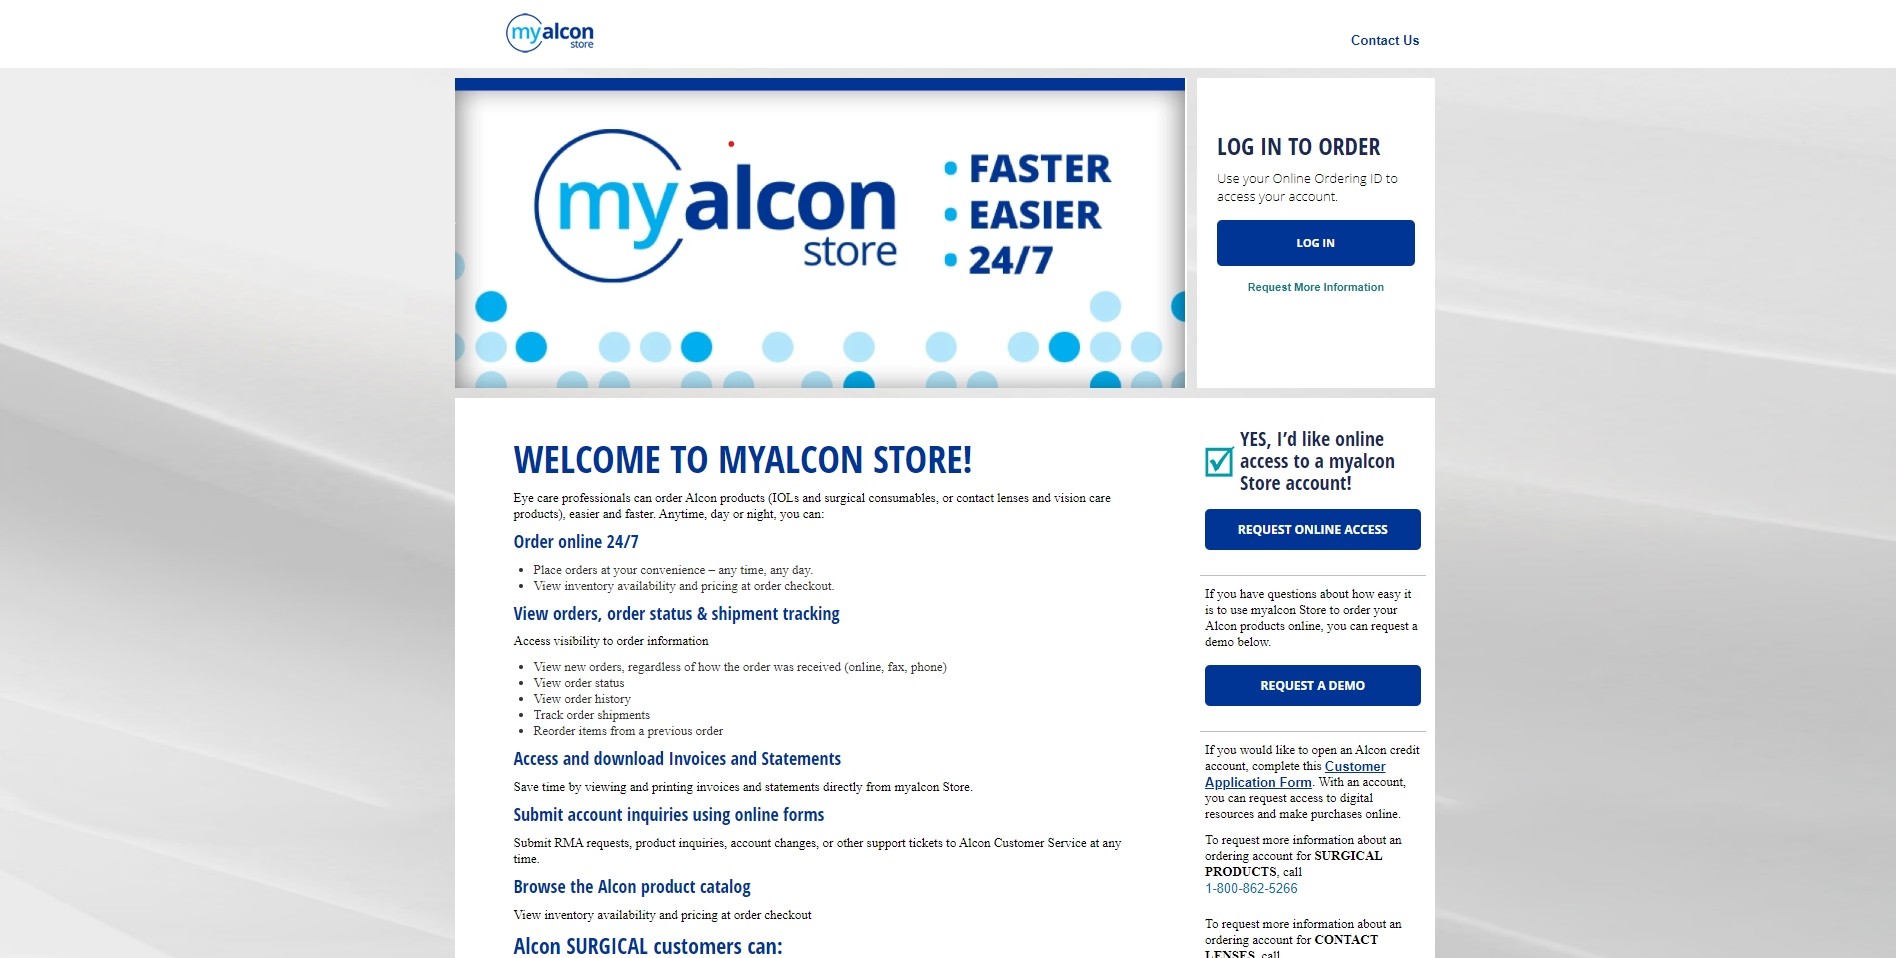 myalcon
store
Contact Us
myalcon
store
• FASTER
• EASIER
• 24/7
LOG IN TO ORDER
Use your Online Ordering ID to
access your account.
LOG IN
Request More Information
WELCOME TO MYALCON STORE!
Eye care professionals can order Alcon products (IOLs and surgical consumables, or contact lenses and vision care
products), easier and faster. Anytime, day or night, you can:
Order online 24/7
• Place orders at your convenience – any time, any day.
• View inventory availability and pricing at order checkout.
View orders, order status & shipment tracking
Access visibility to order information
• View new orders, regardless of how the order was received (online, fax, phone)
• View order status
• View order history
• Track order shipments
• Reorder items from a previous order
Access and download Invoices and Statements
Save time by viewing and printing invoices and statements directly from myalcon Store.
Submit account inquiries using online forms
Submit RMA requests, product inquiries, account changes, or other support tickets to Alcon Customer Service at any
time.
Browse the Alcon product catalog
View inventory availability and pricing at order checkout
Alcon SURGICAL customers can:
YES, I’d like online
access to a myalcon
Store account!
REQUEST ONLINE ACCESS
If you have questions about how easy it
is to use myalcon Store to order your
Alcon products online, you can request a
demo below.
REQUEST A DEMO
If you would like to open an Alcon credit
account, complete this Customer
Application Form. With an account,
you can request access to digital
resources and make purchases online.
To request more information about an
ordering account for SURGICAL
PRODUCTS, call
1-800-862-5266
To request more information about an
ordering account for CONTACT
LENSES, call